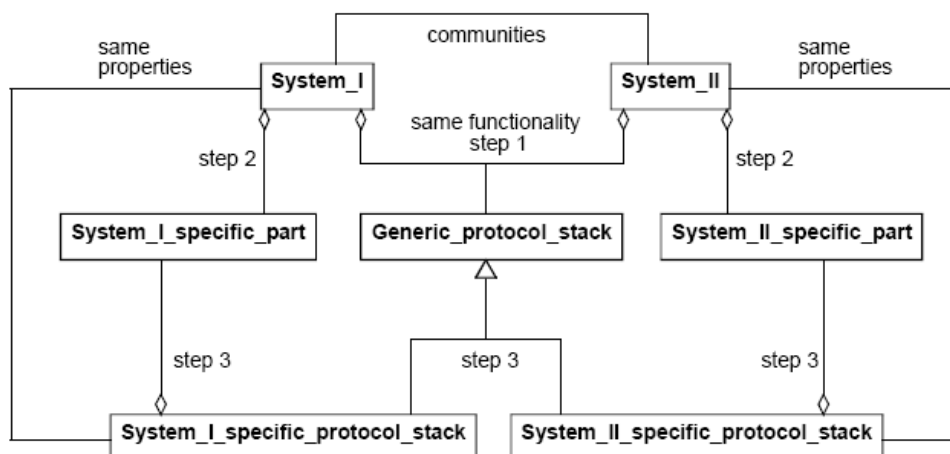 communities
same
properties
same
properties
System_I
System_II
same functionality
step 1
step 2
step 2
System_I_specific_part
Generic_protocol_stack
System_II_specific_part
step 3
step 3
step 3
System_I_specific_protocol_stack
System_II_specific_protocol_stack